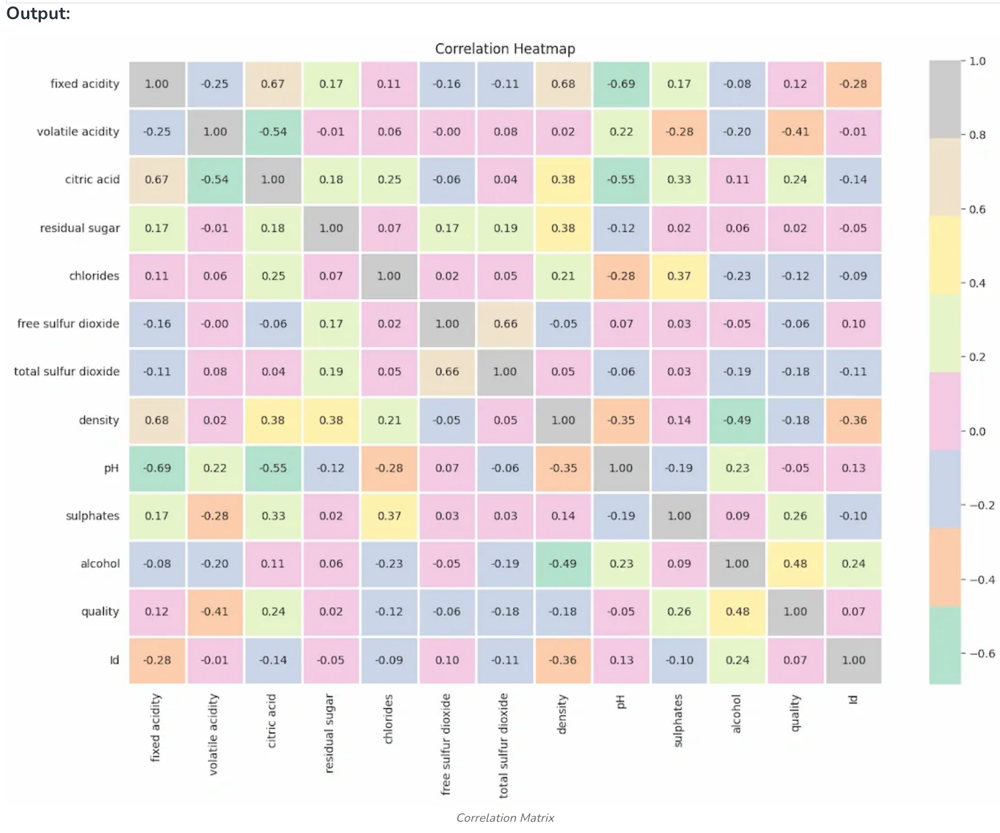 Output:
Correlation Heatmap
fixed acidity 1.00 -0.25 0.67 0.17 0.11 -0.16 -0.11 0.68 -0.69 0.17 -0.08 0.12 -0.28
volatile acidity -0.25 1.00 -0.54 -0.01 0.06 -0.00 0.08 0.02 0.22 -0.28 -0.20 -0.41 -0.01
citric acid 0.67 -0.54 1.00 0.18 0.25 -0.06 0.04 0.38 -0.55 0.33 0.11 0.24 -0.14
residual sugar 0.17 -0.01 0.18 1.00 0.07 0.17 0.19 0.38 -0.12 0.02 0.06 0.02 -0.05
chlorides 0.11 0.06 0.25 0.07 1.00 0.02 0.05 0.21 -0.28 0.37 -0.23 -0.12 -0.09
free sulfur dioxide -0.16 -0.00 -0.06 0.17 0.02 1.00 0.66 -0.05 0.07 0.03 -0.05 -0.06 0.10
total sulfur dioxide -0.11 0.08 0.04 0.19 0.05 0.66 1.00 0.05 -0.06 0.03 -0.19 -0.18 -0.11
density 0.68 0.02 0.38 0.38 0.21 -0.05 0.05 1.00 -0.35 0.14 -0.49 -0.18 -0.36
pH -0.69 0.22 -0.55 -0.12 -0.28 0.07 -0.06 -0.35 1.00 -0.19 0.23 -0.05 0.13
sulphates 0.17 -0.28 0.33 0.02 0.37 0.03 0.03 0.14 -0.19 1.00 0.09 0.26 -0.10
alcohol -0.08 -0.20 0.11 0.06 -0.23 -0.05 -0.19 -0.49 0.23 0.09 1.00 0.48 0.24
quality 0.12 -0.41 0.24 0.02 -0.12 -0.06 -0.18 -0.18 -0.05 0.26 0.48 1.00 0.07
Id -0.28 -0.01 -0.14 -0.05 -0.09 0.10 -0.11 -0.36 0.13 -0.10 0.24 0.07 1.00
fixed acidity
volatile acidity
citric acid
residual sugar
chlorides
free sulfur dioxide
total sulfur dioxide
density
pH
sulphates
alcohol
quality
Id
1.0
0.8
0.6
0.4
0.2
0.0
−0.2
−0.4
−0.6
Correlation Matrix